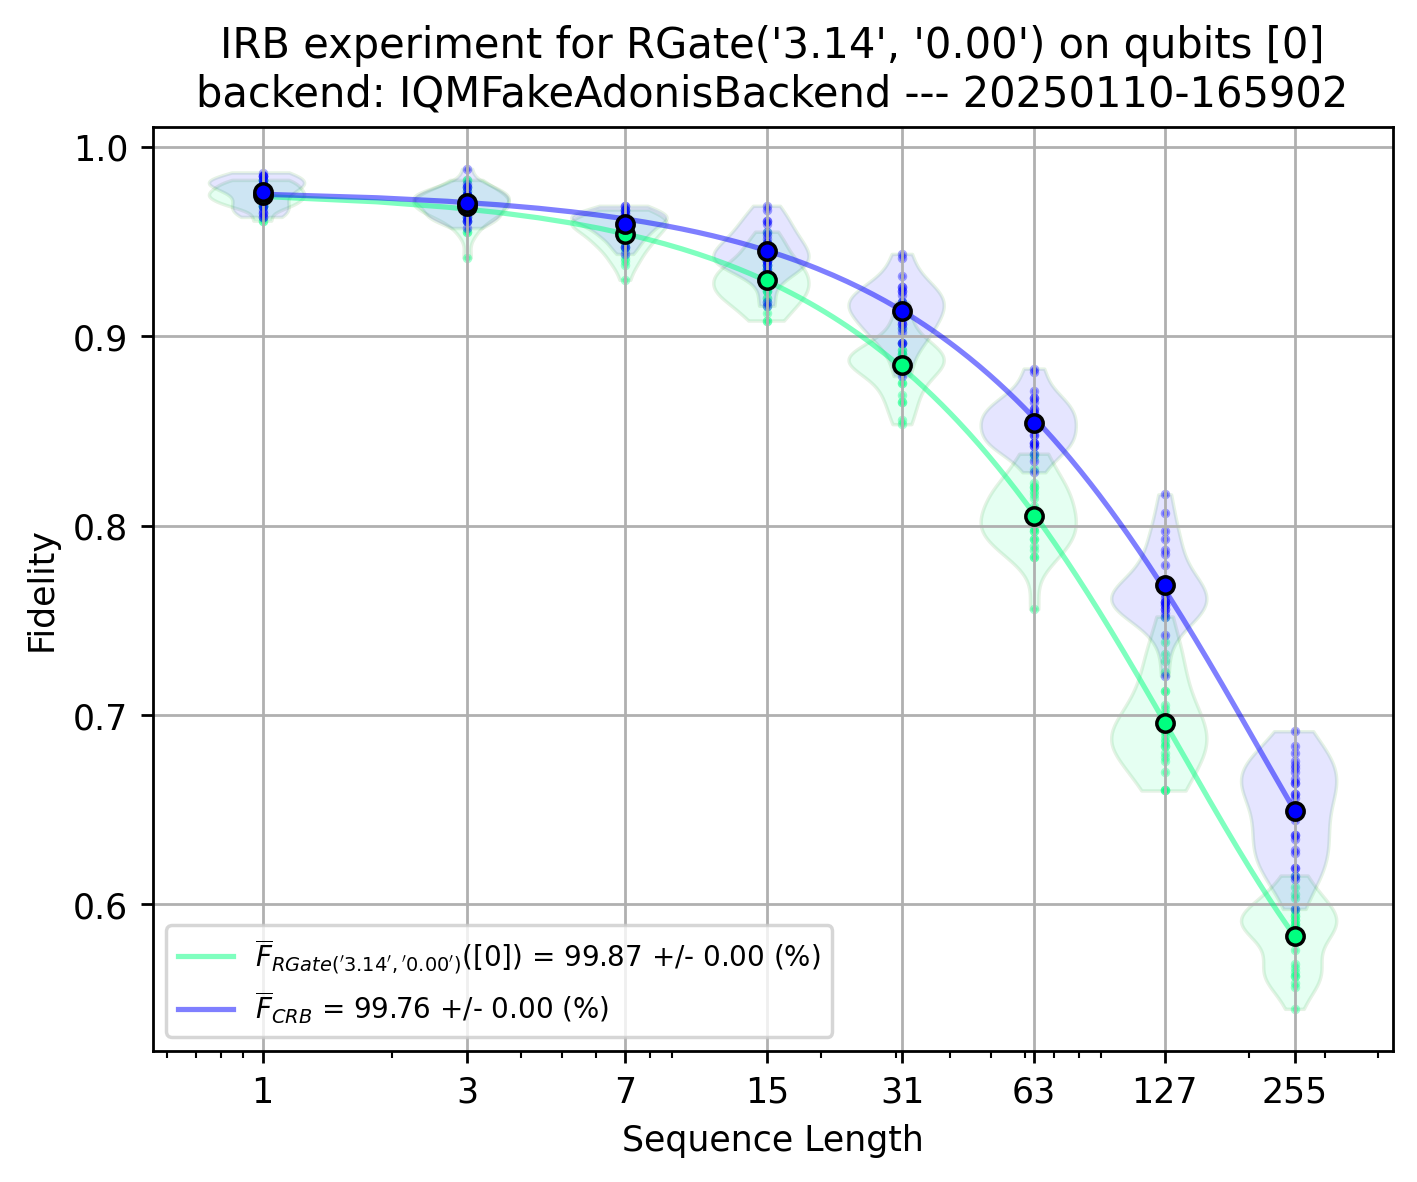 IRB experiment for RGate('3.14', '0.00') on qubits [0]
backend: IQMFakeAdonisBackend --- 20250110-165902
1.0
0.9
0.8
0.7
0.6
Fidelity
F̅RGate('3.14','0.00')([0]) = 99.87 +/- 0.00 (%)
F̅CRB = 99.76 +/- 0.00 (%)
1 3 7 15 31 63 127 255
Sequence Length